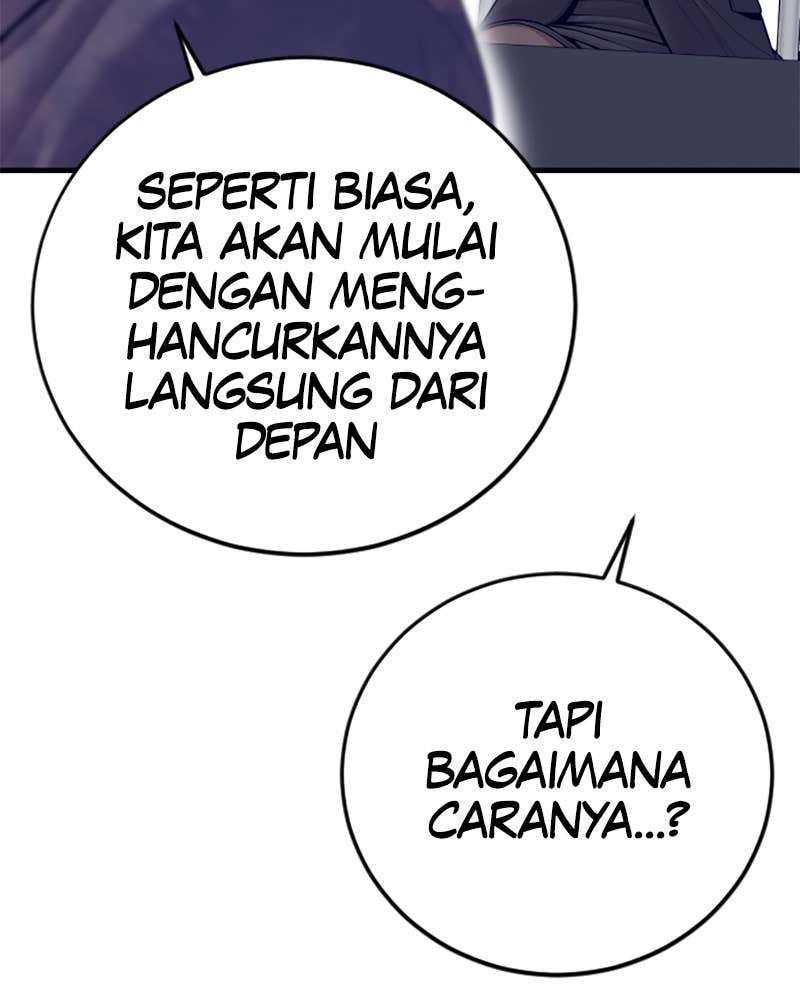 SEPERTI BIASA,
KITA AKAN MULAI
DENGAN MENG-
HANCURKANNYA
LANGSUNG DARI
DEPAN
TAPI
BAGAIMANA
CARANYA...?